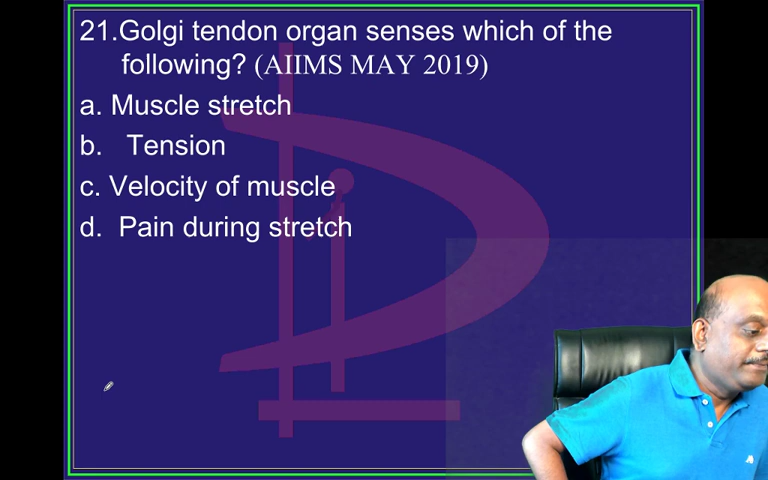 21.Golgi tendon organ senses which of the
following? (AIIMS MAY 2019)
a. Muscle stretch
b. Tension
c. Velocity of muscle
d. Pain during stretch